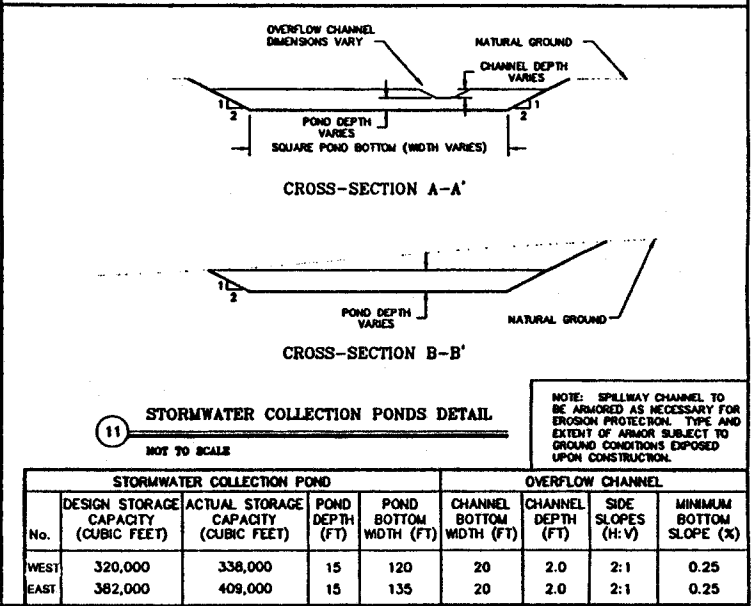 OVERFLOW CHANNEL
DIMENSIONS VARY
NATURAL GROUND
CHANNEL DEPTH
VARIES
1
2
POND DEPTH
VARIES
2
1
SQUARE POND BOTTOM (WIDTH VARIES)
CROSS-SECTION A-A'
1
2
POND DEPTH
VARIES
NATURAL GROUND
CROSS-SECTION B-B'
11
STORMWATER COLLECTION PONDS DETAIL
NOT TO SCALE
NOTE: SPILLWAY CHANNEL TO
BE ARMORED AS NECESSARY FOR
EROSION PROTECTION. TYPE AND
EXTENT OF ARMOR SUBJECT TO
GROUND CONDITIONS EXPOSED
UPON CONSTRUCTION.
STORMWATER COLLECTION POND OVERFLOW CHANNEL
No. DESIGN STORAGE CAPACITY (CUBIC FEET) ACTUAL STORAGE CAPACITY (CUBIC FEET) POND DEPTH (FT) POND BOTTOM WIDTH (FT) CHANNEL BOTTOM WIDTH (FT) CHANNEL DEPTH (FT) SIDE SLOPES (H:V) MINIMUM BOTTOM SLOPE (%)
WEST 320,000 338,000 15 120 20 2.0 2:1 0.25
EAST 382,000 409,000 15 135 20 2.0 2:1 0.25